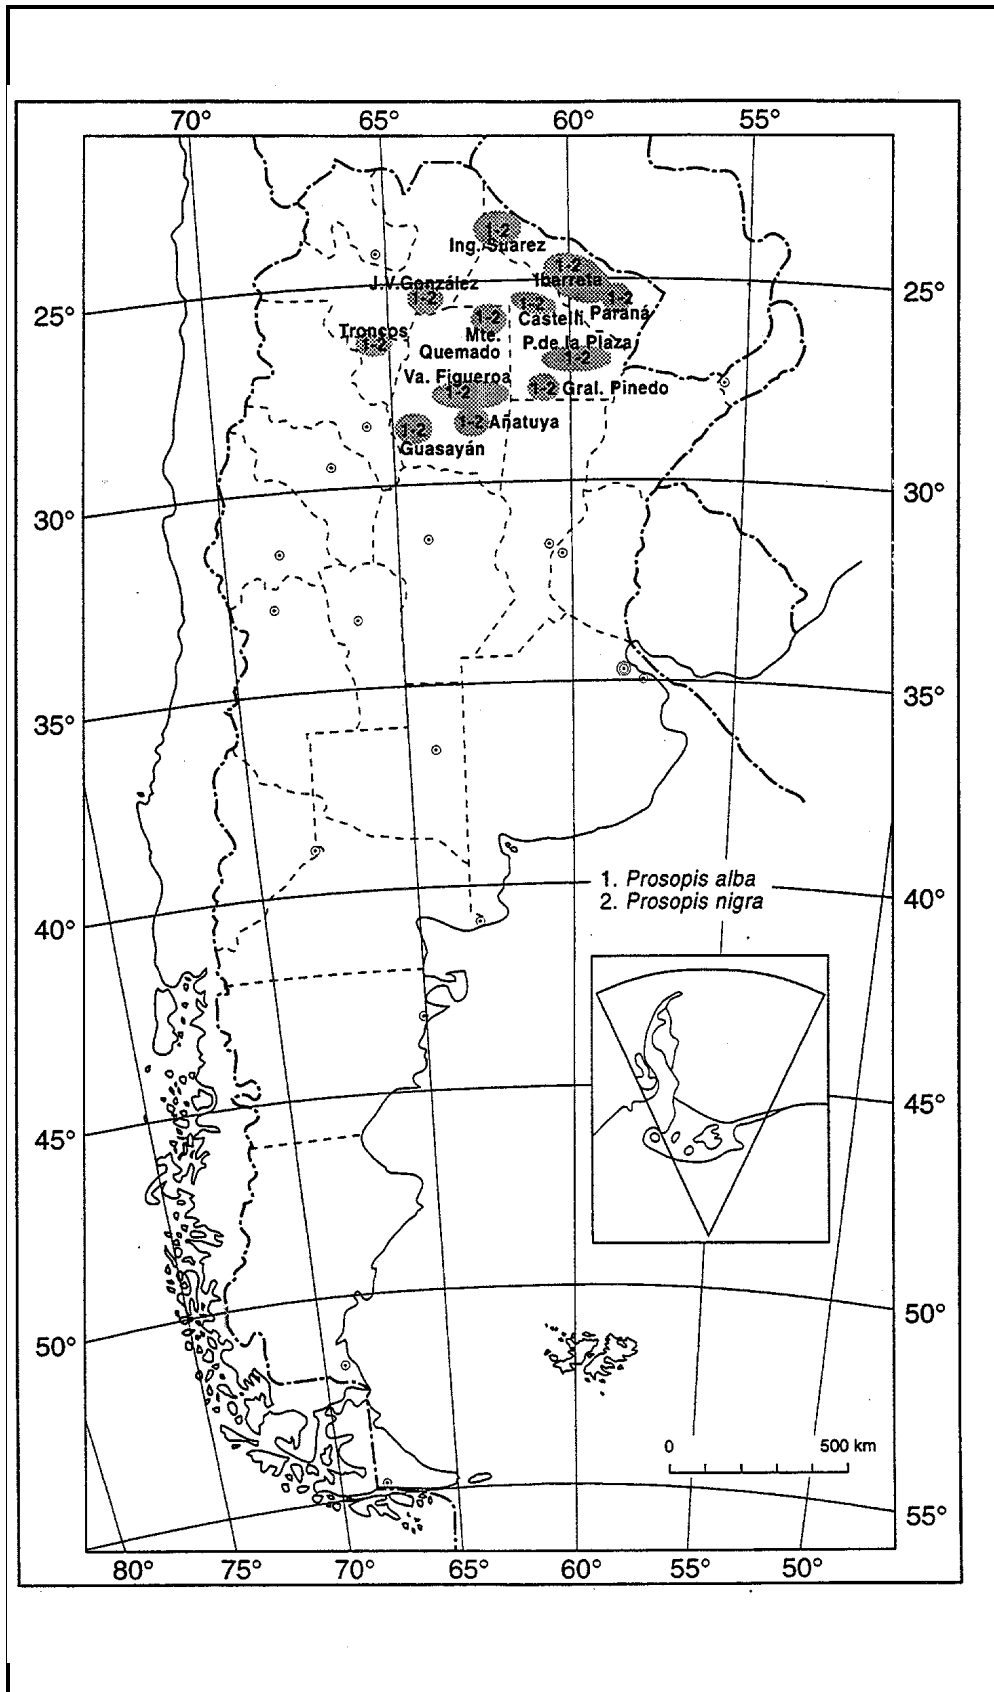 70° 65° 60° 55°
1-2
Ing. Suárez
1-2
Ibarreta
25°
J.V.González
1-2
1-2
1-2
Paraná
25°
1-2
Castelli
Troncos
1-2
Mte.
Quemado
P.de la Plaza
1-2
Va. Figueroa
1-2
1-2
Gral. Pinedo
1-2
Añatuya
1-2
Guasayán
30°
30°
35°
35°
1. Prosopis alba
2. Prosopis nigra
40°
40°
45°
45°
50°
50°
0 500 km
55°
80° 75° 70° 65° 60° 55° 50°